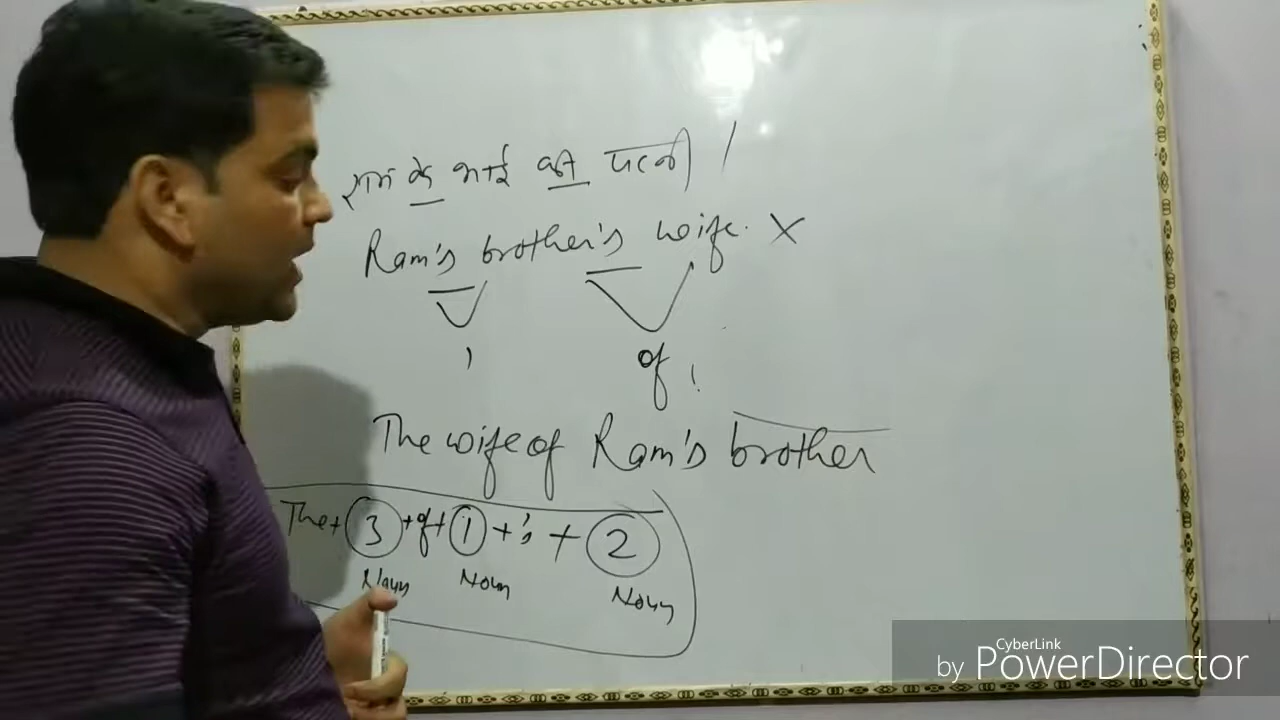 राम के भाई की पत्नी ।
Ram's brother's wife. X
' of
The wife of Ram's brother
The + 3 + of + 1 + 's + 2
Noun Noun Noun
CyberLink
by PowerDirector